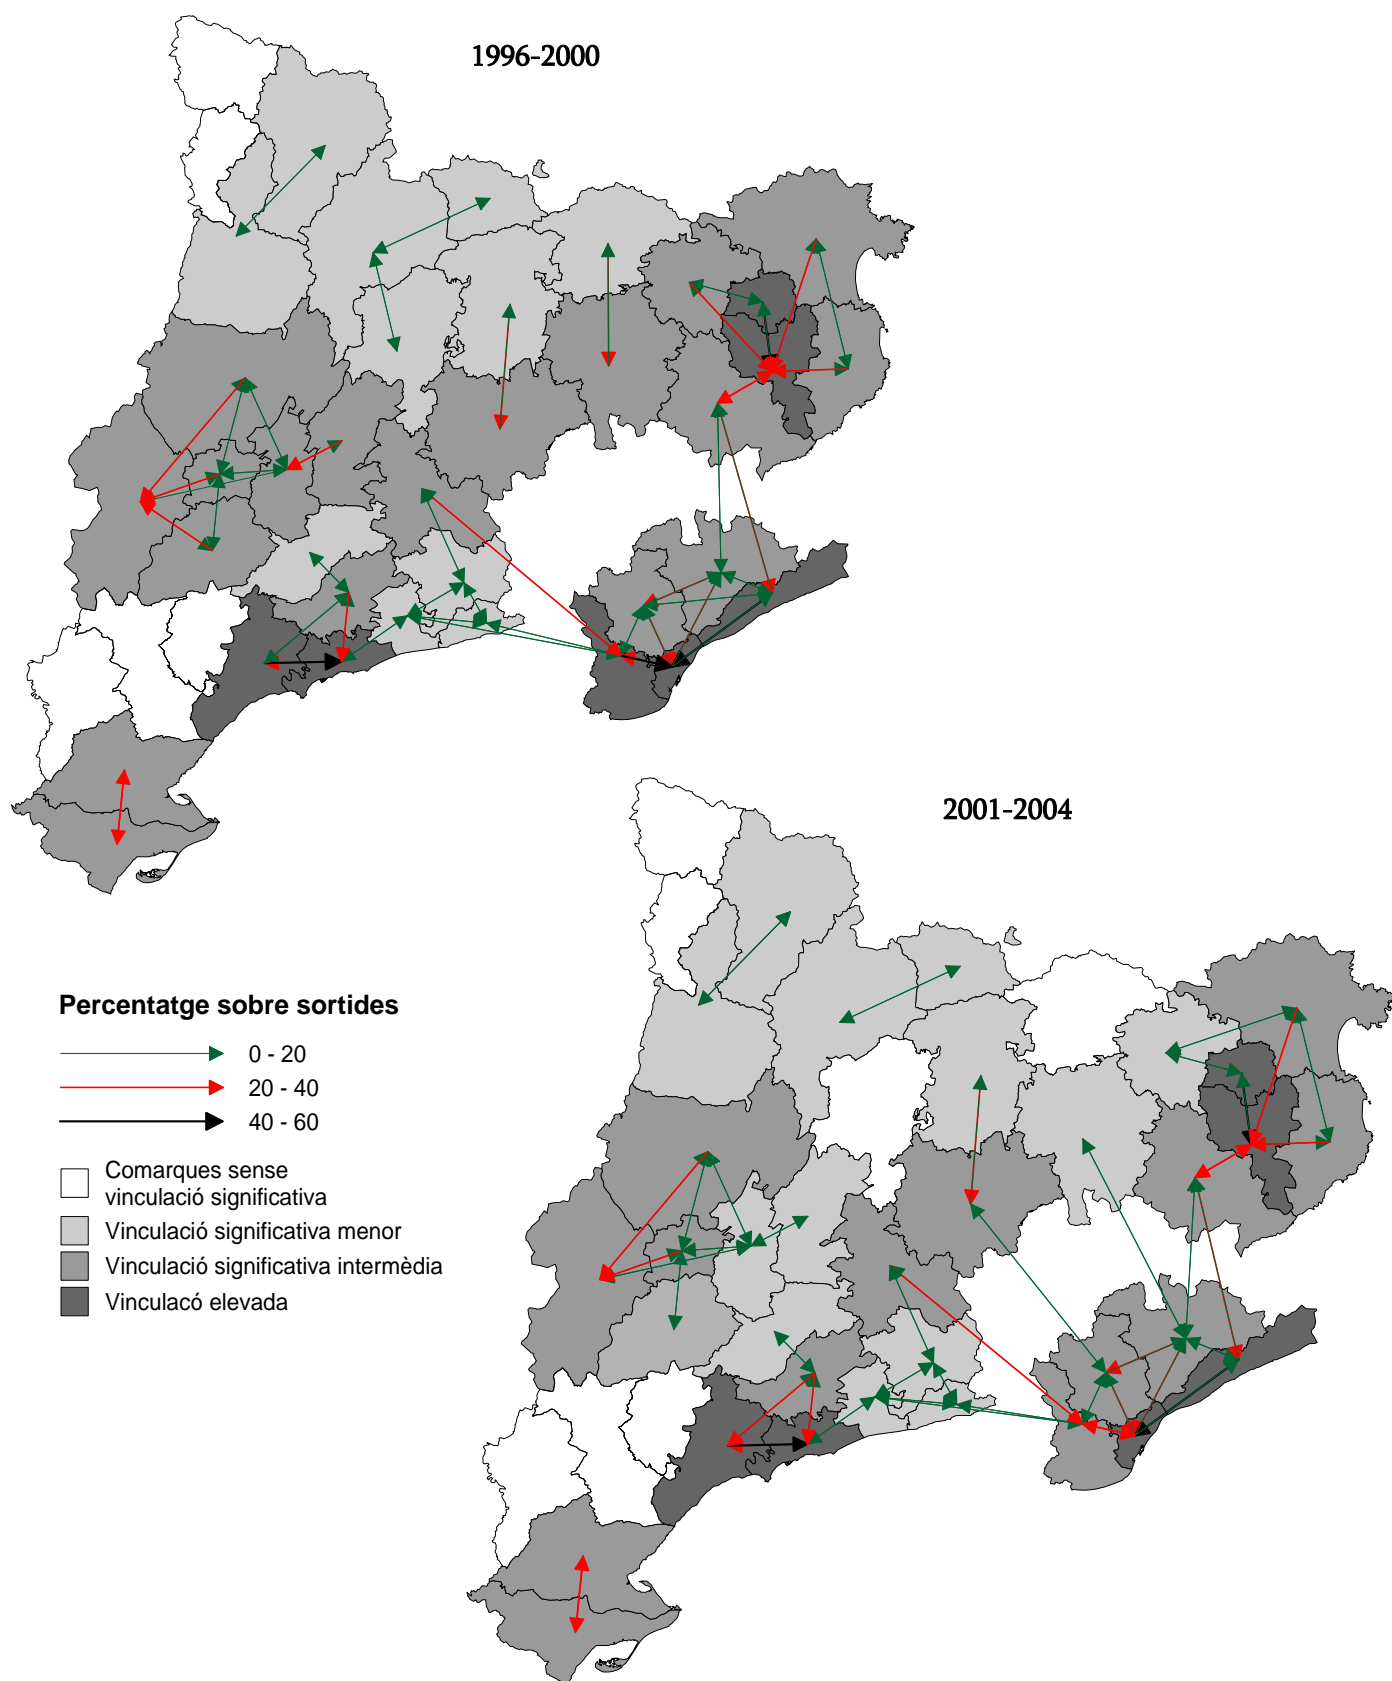 1996-2000
2001-2004
Percentatge sobre sortides
0 - 20
20 - 40
40 - 60
Comarques sense
vinculació significativa
Vinculació significativa menor
Vinculació significativa intermèdia
Vinculacó elevada